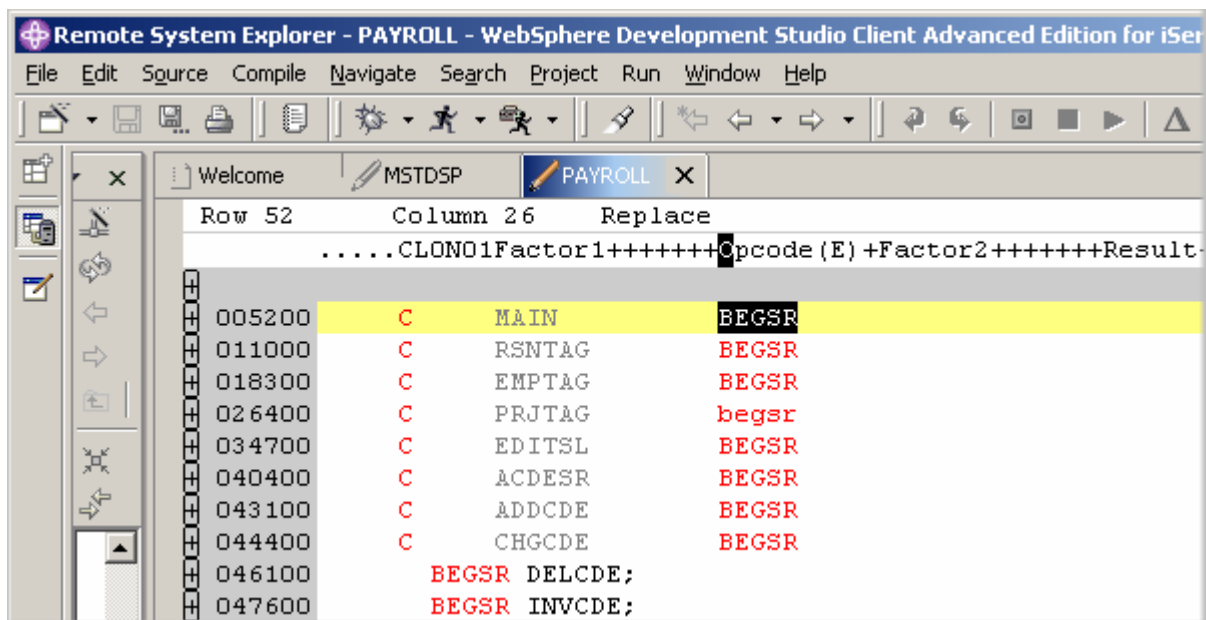 Remote System Explorer - PAYROLL - WebSphere Development Studio Client Advanced Edition for iSer
File Edit Source Compile Navigate Search Project Run Window Help
Welcome MSTDSP PAYROLL
Row 52 Column 26 Replace
.....CL0N01Factor1+++++++Opcode(E)+Factor2+++++++Result-
005200 C MAIN BEGSR
011000 C RSNTAG BEGSR
018300 C EMPTAG BEGSR
026400 C PRJTAG begsr
034700 C EDITSL BEGSR
040400 C ACDESR BEGSR
043100 C ADDCDE BEGSR
044400 C CHGCDE BEGSR
046100 BEGSR DELCDE;
047600 BEGSR INVCDE;